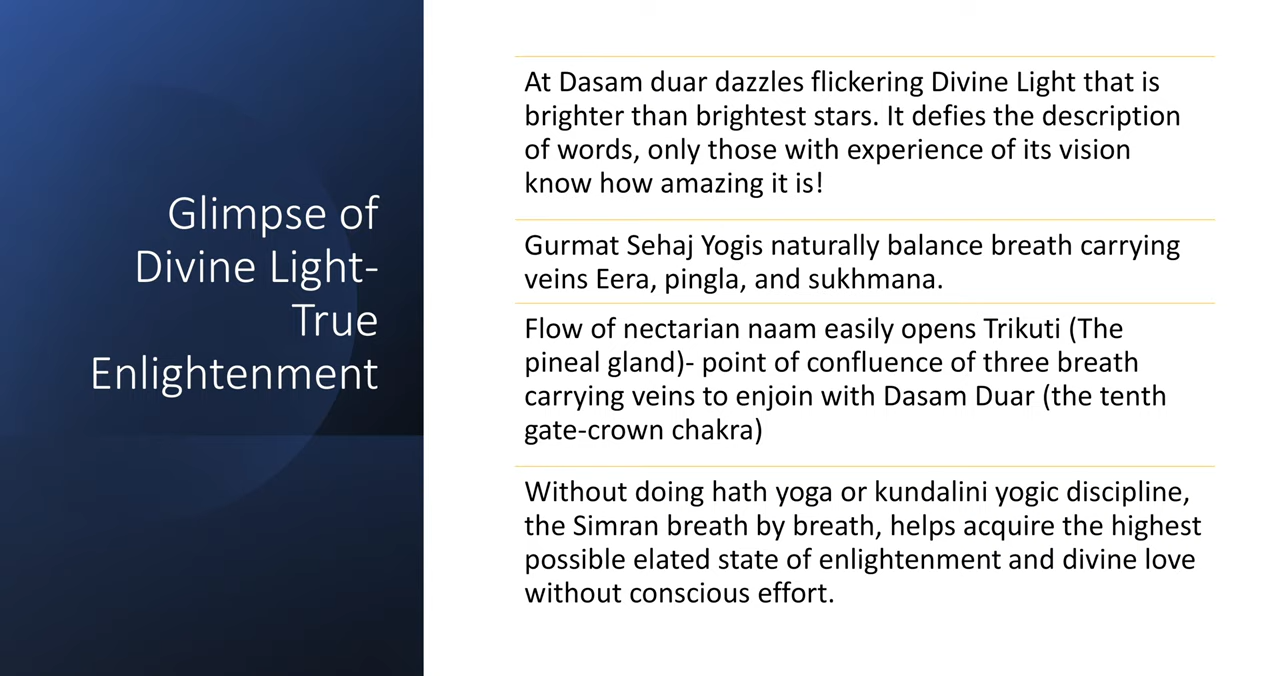 Glimpse of
Divine Light-
True
Enlightenment
At Dasam duar dazzles flickering Divine Light that is
brighter than brightest stars. It defies the description
of words, only those with experience of its vision
know how amazing it is!
Gurmat Sehaj Yogis naturally balance breath carrying
veins Eera, pingla, and sukhmana.
Flow of nectarian naam easily opens Trikuti (The
pineal gland)- point of confluence of three breath
carrying veins to enjoin with Dasam Duar (the tenth
gate-crown chakra)
Without doing hath yoga or kundalini yogic discipline,
the Simran breath by breath, helps acquire the highest
possible elated state of enlightenment and divine love
without conscious effort.